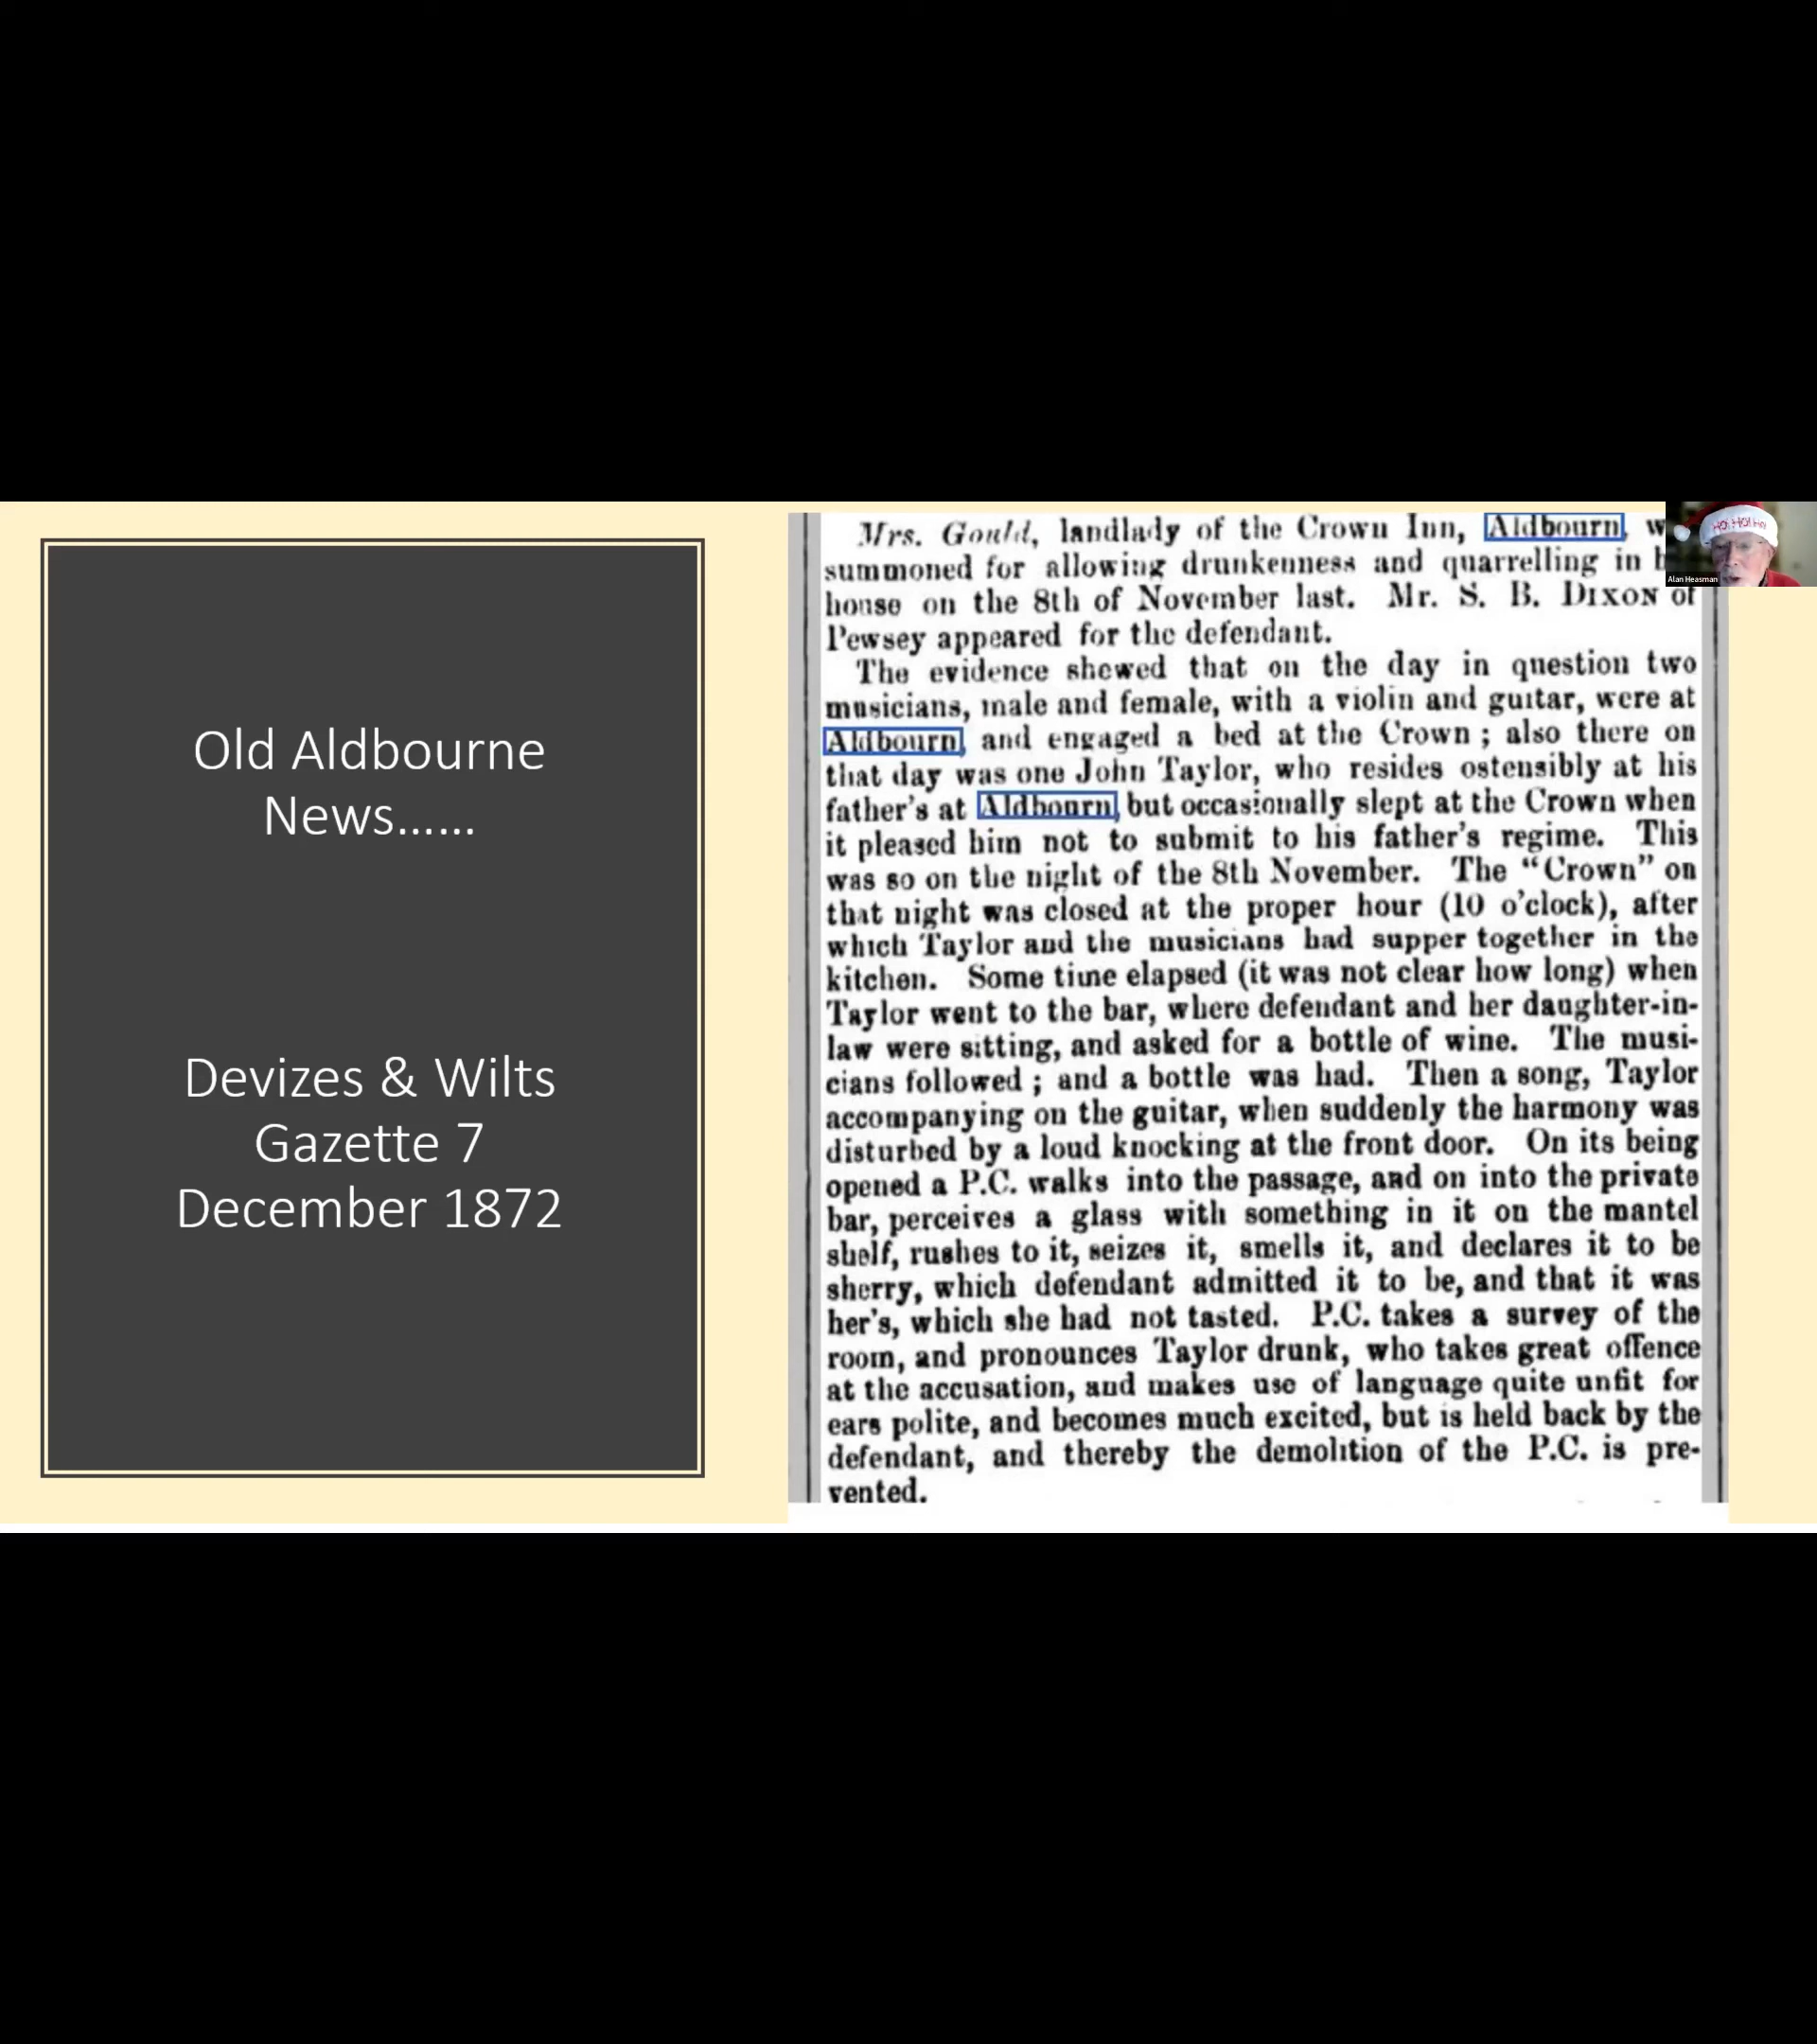 Old Aldbourne
News......
Devizes & Wilts
Gazette 7
December 1872
Mrs. Gould, landlady of the Crown Inn, Aldbourn, w
summoned for allowing drunkenness and quarrelling in h
house on the 8th of November last. Mr. S. B. DIXON of
Pewsey appeared for the defendant.
The evidence shewed that on the day in question two
musicians, male and female, with a violin and guitar, were at
Aldbourn, and engaged a bed at the Crown ; also there on
that day was one John Taylor, who resides ostensibly at his
father's at Aldbourn, but occasionally slept at the Crown when
it pleased him not to submit to his father's regime. This
was so on the night of the 8th November. The "Crown" on
that night was closed at the proper hour (10 o'clock), after
which Taylor and the musicians had supper together in the
kitchen. Some time elapsed (it was not clear how long) when
Taylor went to the bar, where defendant and her daughter-in-
law were sitting, and asked for a bottle of wine. The musi-
cians followed ; and a bottle was had. Then a song, Taylor
accompanying on the guitar, when suddenly the harmony was
disturbed by a loud knocking at the front door. On its being
opened a P.C. walks into the passage, and on into the private
bar, perceives a glass with something in it on the mantel
shelf, rushes to it, seizes it, smells it, and declares it to be
sherry, which defendant admitted it to be, and that it was
her's, which she had not tasted. P.C. takes a survey of the
room, and pronounces Taylor drunk, who takes great offence
at the accusation, and makes use of language quite unfit for
ears polite, and becomes much excited, but is held back by the
defendant, and thereby the demolition of the P.C. is pre-
vented.
HO! HO! HO!
Alan Heasman